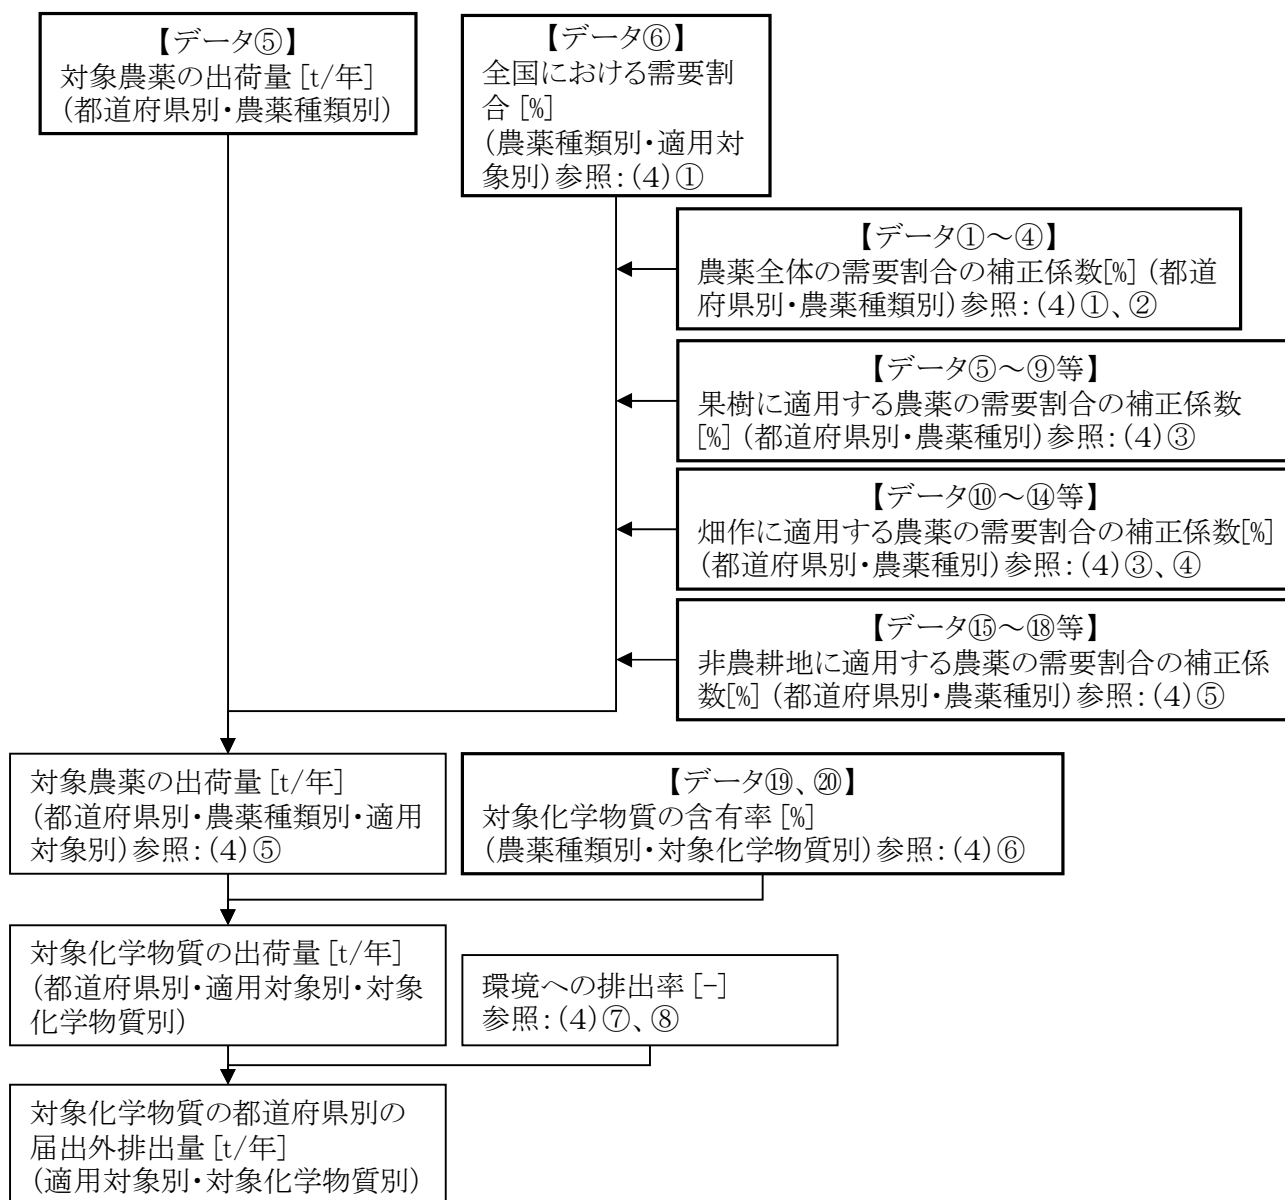 【データ⑤】
対象農薬の出荷量[t/年]
(都道府県別・農薬種類別)
【データ⑥】
全国における需要割
合[%]
(農薬種類別・適用対
象別)参照:(4)①
【データ①～④】
農薬全体の需要割合の補正係数[%](都道
府県別・農薬種類別)参照:(4)①、②
【データ⑤～⑨等】
果樹に適用する農薬の需要割合の補正係数
[%](都道府県別・農薬種別)参照:(4)③
【データ⑩～⑭等】
畑作に適用する農薬の需要割合の補正係数[%]
(都道府県別・農薬種別)参照:(4)③、④
【データ⑮～⑱等】
非農耕地に適用する農薬の需要割合の補正係
数[%](都道府県別・農薬種別)参照:(4)⑤
対象農薬の出荷量[t/年]
(都道府県別・農薬種類別・適用
対象別)参照:(4)⑤
【データ⑲、⑳】
対象化学物質の含有率[%]
(農薬種類別・対象化学物質別)参照:(4)⑥
対象化学物質の出荷量[t/年]
(都道府県別・適用対象別・対象
化学物質別)
環境への排出率[-]
参照:(4)⑦、⑧
対象化学物質の都道府県別の
届出外排出量[t/年]
(適用対象別・対象化学物質別)